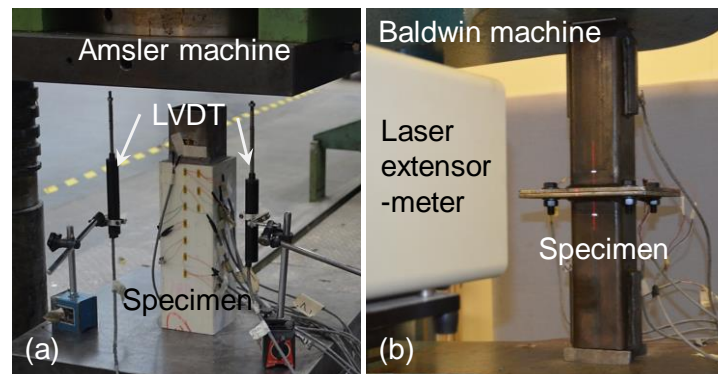 Amsler machine
LVDT
Specimen
(a)
Baldwin machine
Laser
extensor
-meter
Specimen
(b)